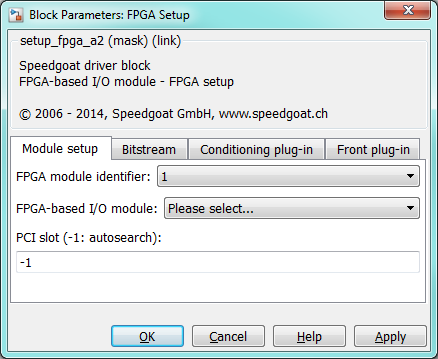 Block Parameters: FPGA Setup
setup_fpga_a2 (mask) (link)
Speedgoat driver block
FPGA-based I/O module - FPGA setup
© 2006 - 2014, Speedgoat GmbH, www.speedgoat.ch
Module setup Bitstream Conditioning plug-in Front plug-in
FPGA module identifier: 1
FPGA-based I/O module: Please select...
PCI slot (-1: autosearch):
-1
OK Cancel Help Apply